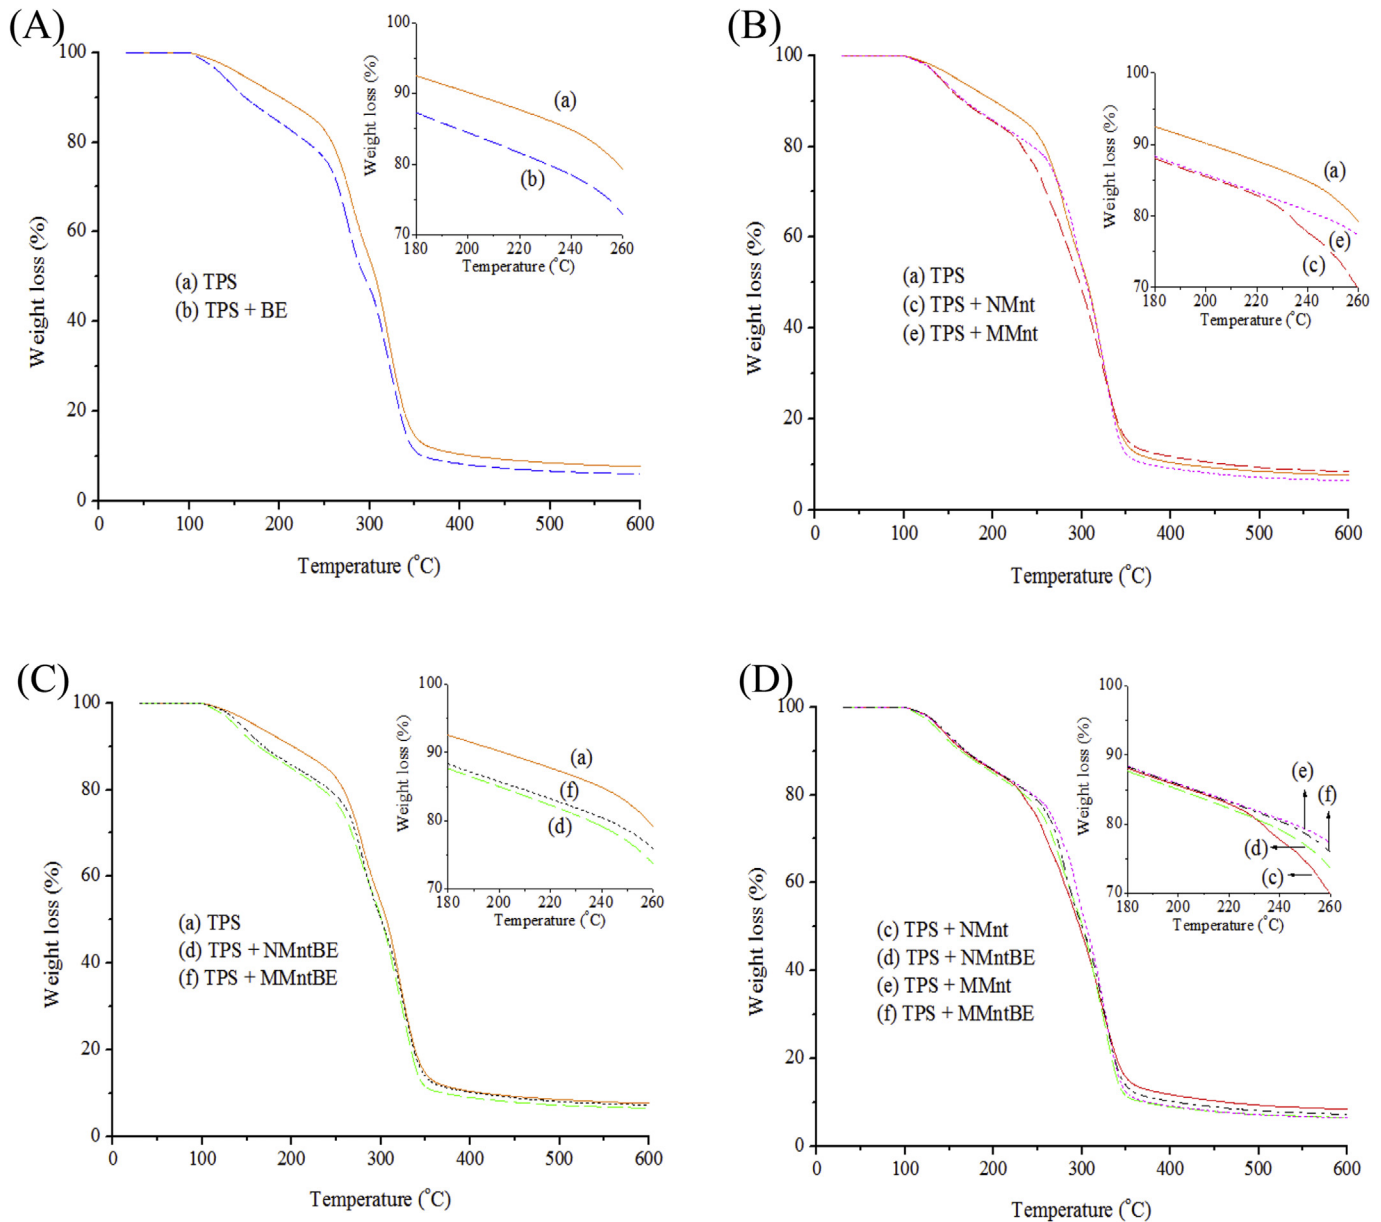 (A)
100
80
60
40
20
0
Weight loss (%)
0 100 200 300 400 500 600
Temperature (°C)
(a) TPS
(b) TPS + BE
100
90
80
70
Weight loss (%)
180 200 220 240 260
Temperature (°C)
(a)
(b)
(B)
100
80
60
40
20
0
Weight loss (%)
0 100 200 300 400 500 600
Temperature (°C)
(a) TPS
(c) TPS + NMnt
(e) TPS + MMnt
100
90
80
70
Weight loss (%)
180 200 220 240 260
Temperature (°C)
(a)
(e)
(c)
(C)
100
80
60
40
20
0
Weight loss (%)
0 100 200 300 400 500 600
Temperature (°C)
(a) TPS
(d) TPS + NMntBE
(f) TPS + MMntBE
100
90
80
70
Weight loss (%)
180 200 220 240 260
Temperature (°C)
(a)
(f)
(d)
(D)
100
80
60
40
20
0
Weight loss (%)
0 100 200 300 400 500 600
Temperature (°C)
(c) TPS + NMnt
(d) TPS + NMntBE
(e) TPS + MMnt
(f) TPS + MMntBE
100
90
80
70
Weight loss (%)
180 200 220 240 260
Temperature (°C)
(e)
(f)
(d)
(c)